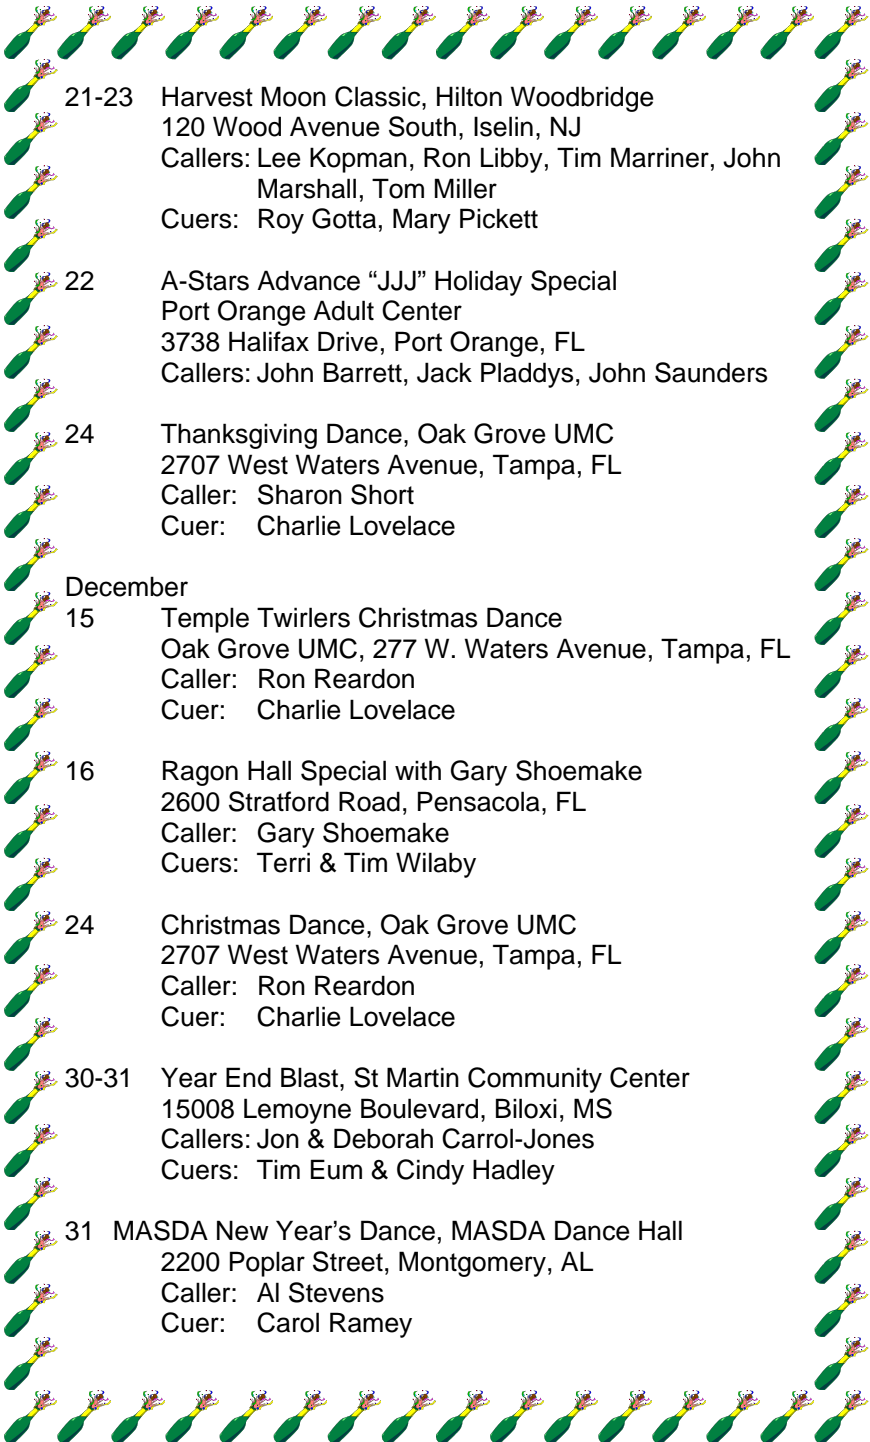 21-23 Harvest Moon Classic, Hilton Woodbridge
120 Wood Avenue South, Iselin, NJ
Callers: Lee Kopman, Ron Libby, Tim Marriner, John
Marshall, Tom Miller
Cuers: Roy Gotta, Mary Pickett
22 A-Stars Advance “JJJ” Holiday Special
Port Orange Adult Center
3738 Halifax Drive, Port Orange, FL
Callers: John Barrett, Jack Pladdys, John Saunders
24 Thanksgiving Dance, Oak Grove UMC
2707 West Waters Avenue, Tampa, FL
Caller: Sharon Short
Cuer: Charlie Lovelace
December
15 Temple Twirlers Christmas Dance
Oak Grove UMC, 277 W. Waters Avenue, Tampa, FL
Caller: Ron Reardon
Cuer: Charlie Lovelace
16 Ragon Hall Special with Gary Shoemake
2600 Stratford Road, Pensacola, FL
Caller: Gary Shoemake
Cuers: Terri & Tim Wilaby
24 Christmas Dance, Oak Grove UMC
2707 West Waters Avenue, Tampa, FL
Caller: Ron Reardon
Cuer: Charlie Lovelace
30-31 Year End Blast, St Martin Community Center
15008 Lemoyne Boulevard, Biloxi, MS
Callers: Jon & Deborah Carrol-Jones
Cuers: Tim Eum & Cindy Hadley
31 MASDA New Year’s Dance, MASDA Dance Hall
2200 Poplar Street, Montgomery, AL
Caller: Al Stevens
Cuer: Carol Ramey